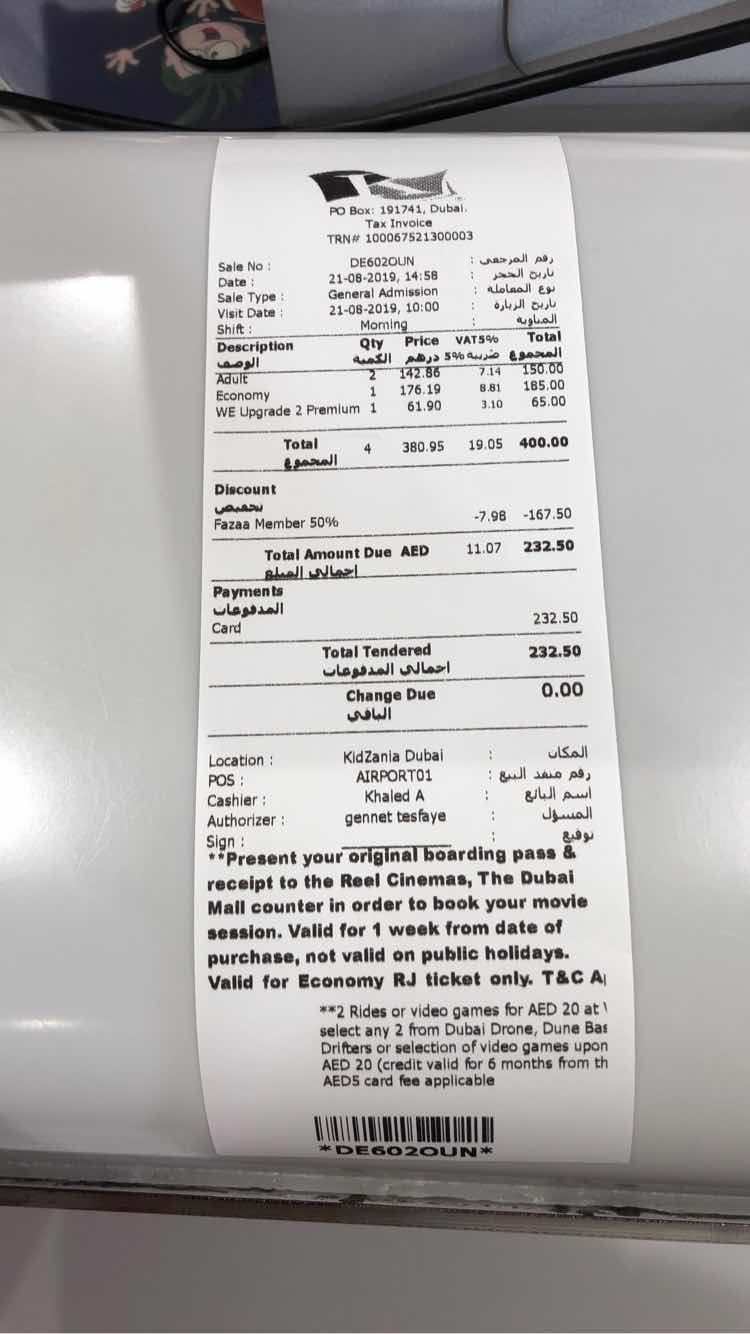 PO Box: 191741, Dubai.
Tax Invoice
TRN# 100067521300003
Sale No : DE602OUN : رقم المرجعى
Date : 21-08-2019, 14:58 : تاريخ الحجز
Sale Type : General Admission : نوع المعاملة
Visit Date : 21-08-2019, 10:00 : تاريخ الزيارة
Shift : Morning : المناوبة
Description Qty Price VAT5% Total
الوصف الكمية درهم ضريبة 5% المجموع
Adult 2 142.86 7.14 150.00
Economy 1 176.19 8.81 185.00
WE Upgrade 2 Premium 1 61.90 3.10 65.00
Total 4 380.95 19.05 400.00
المجموع
Discount
تخفيض
Fazaa Member 50% -7.98 -167.50
Total Amount Due AED 11.07 232.50
اجمالى المبلغ
Payments
المدفوعات
Card 232.50
Total Tendered 232.50
اجمالى المدفوعات
Change Due 0.00
الباقي
Location : KidZania Dubai : المكان
POS : AIRPORT01 : رقم منفذ البيع
Cashier : Khaled A : اسم البائع
Authorizer : gennet tesfaye : المسؤل
Sign : : توقيع
**Present your original boarding pass &
receipt to the Reel Cinemas, The Dubai
Mall counter in order to book your movie
session. Valid for 1 week from date of
purchase, not valid on public holidays.
Valid for Economy RJ ticket only. T&C
**2 Rides or video games for AED 20 at
select any 2 from Dubai Drone, Dune Bas
Drifters or selection of video games upon
AED 20 (credit valid for 6 months from th
AED5 card fee applicable
*DE602OUN*